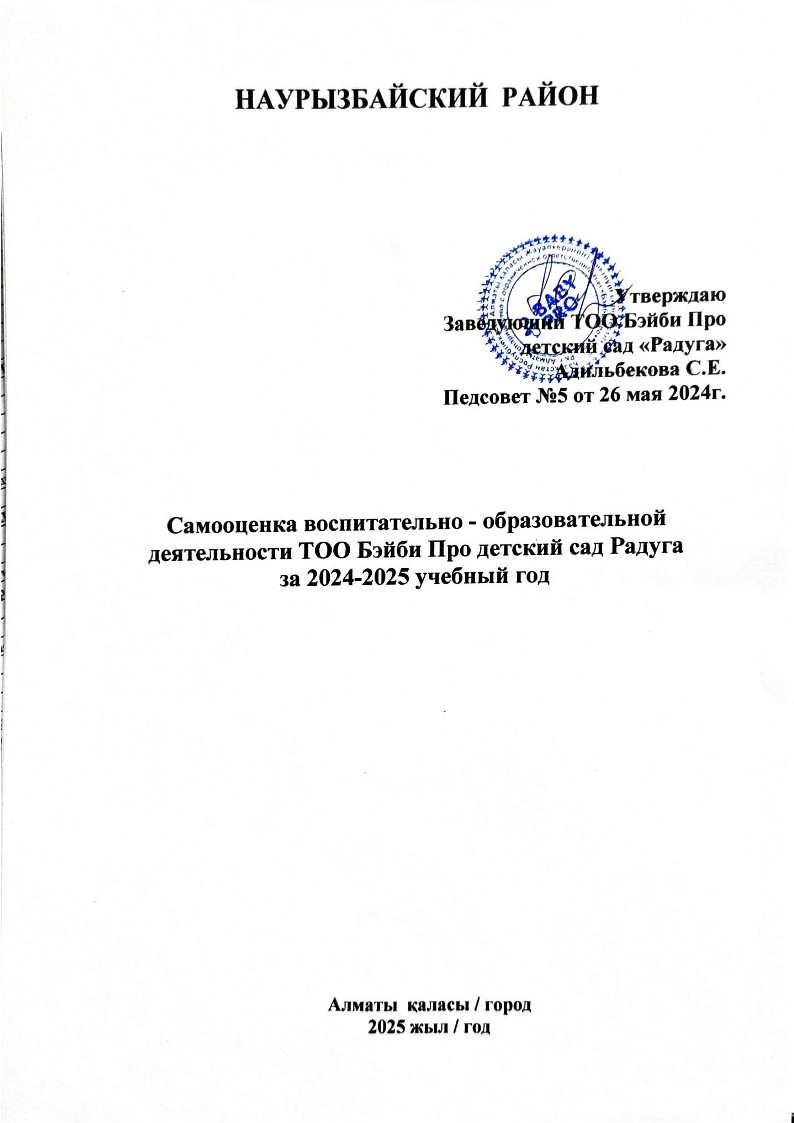 НАУРЫЗБАЙСКИЙ РАЙОН
Утверждаю
Заведующий ТОО Бэйби Про
детский сад «Радуга»
Адильбекова С.Е.
Педсовет №5 от 26 мая 2024г.
BABY
PRO
Самооценка воспитательно - образовательной
деятельности ТОО Бэйби Про детский сад Радуга
за 2024-2025 учебный год
Алматы қаласы / город
2025 жыл / год